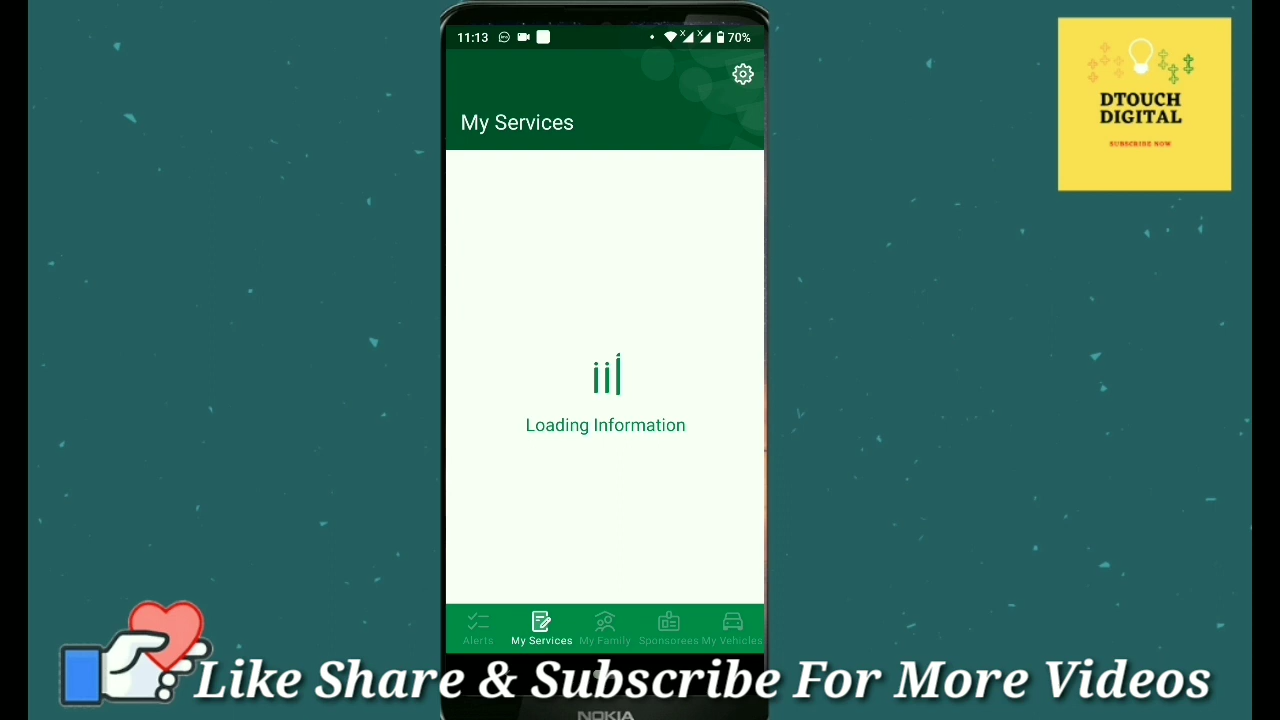 11:13
70%
My Services
Loading Information
Alerts
My Services
My Family
Sponsorees
My Vehicles
NOKIA
DTOUCH
DIGITAL
SUBSCRIBE NOW
Like Share & Subscribe For More Videos